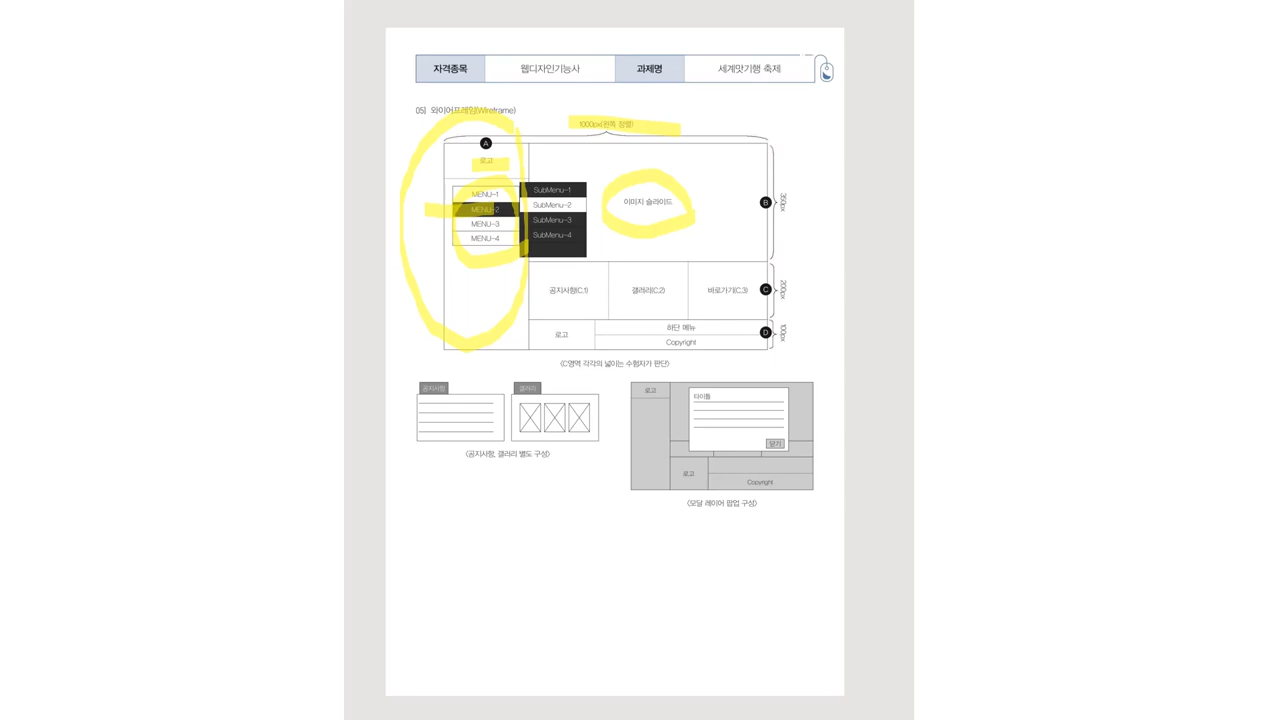 자격종목 웹디자인기능사 과제명 세계맛기행 축제
05] 와이어프레임(Wireframe)
1000px(왼쪽 정렬)
A
로고
MENU-1
MENU-2
MENU-3
MENU-4
SubMenu-1
SubMenu-2
SubMenu-3
SubMenu-4
이미지 슬라이드
B
350px
공지사항(C.1) 갤러리(C.2) 바로가기(C.3)
C
200px
로고
하단 메뉴
Copyright
D
100px
〈C영역 각각의 넓이는 수험자가 판단〉
공지사항
갤러리
〈공지사항, 갤러리 별도 구성〉
로고
타이틀
닫기
로고
Copyright
〈모달 레이어 팝업 구성〉